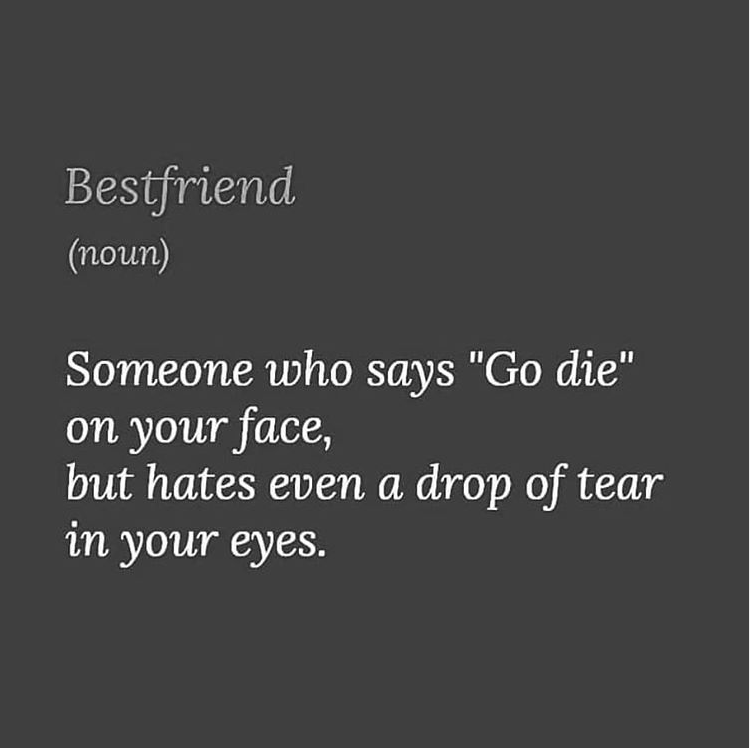 Bestfriend
(noun)
Someone who says "Go die"
on your face,
but hates even a drop of tear
in your eyes.